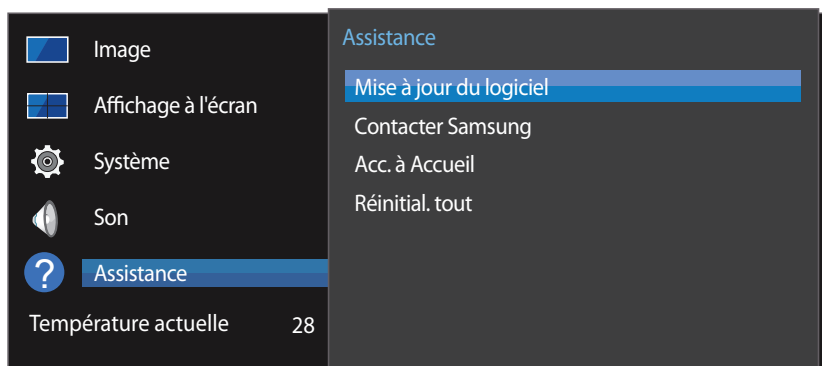 Image
Affichage à l'écran
Système
Son
? Assistance
Température actuelle 28
Assistance
Mise à jour du logiciel
Contacter Samsung
Acc. à Accueil
Réinitial. tout